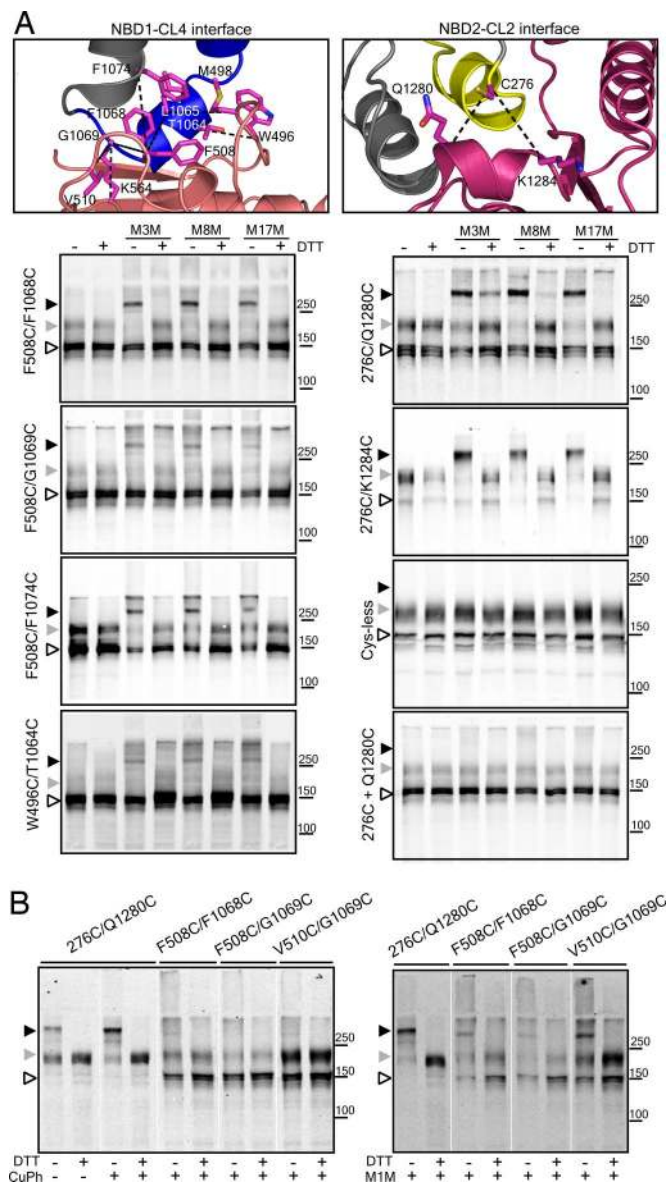 A
NBD1-CL4 interface
NBD2-CL2 interface
F1074
M498
F1068
L1065
T1064
G1069
W496
F508
K564
V510
Q1280
C276
K1284
M3M M8M M17M
- + - + - + - + DTT
F508C/F1068C
250
150
100
F508C/G1069C
250
150
100
F508C/F1074C
250
150
100
W496C/T1064C
250
150
100
M3M M8M M17M
- + - + - + - + DTT
276C/Q1280C
250
150
100
276C/K1284C
250
150
100
Cys-less
250
150
100
276C + Q1280C
250
150
100
B
276C/Q1280C F508C/F1068C F508C/G1069C V510C/G1069C
250
150
100
DTT - + - + - + - + - +
CuPh - - + + + + + + + +
276C/Q1280C F508C/F1068C F508C/G1069C V510C/G1069C
250
150
100
DTT - + - + - + - +
M1M + + + + + + + +